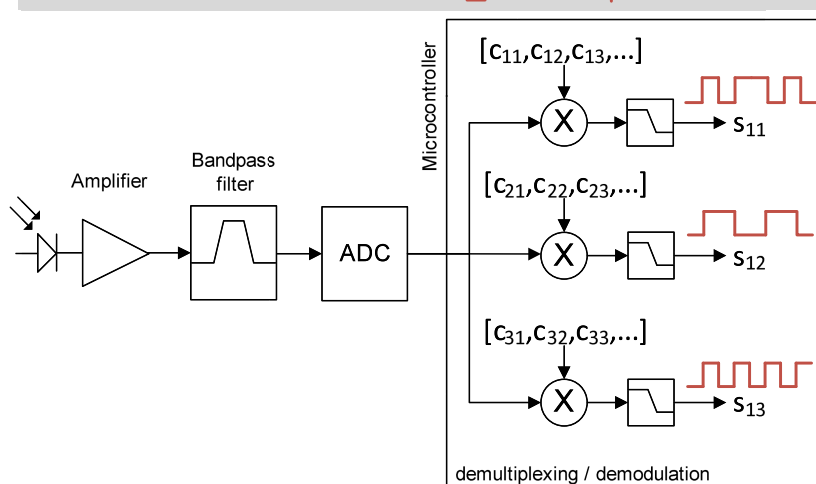 Amplifier
Bandpass
filter
ADC
Microcontroller
[c11,c12,c13,...]
X
s11
[c21,c22,c23,...]
X
s12
[c31,c32,c33,...]
X
s13
demultiplexing / demodulation